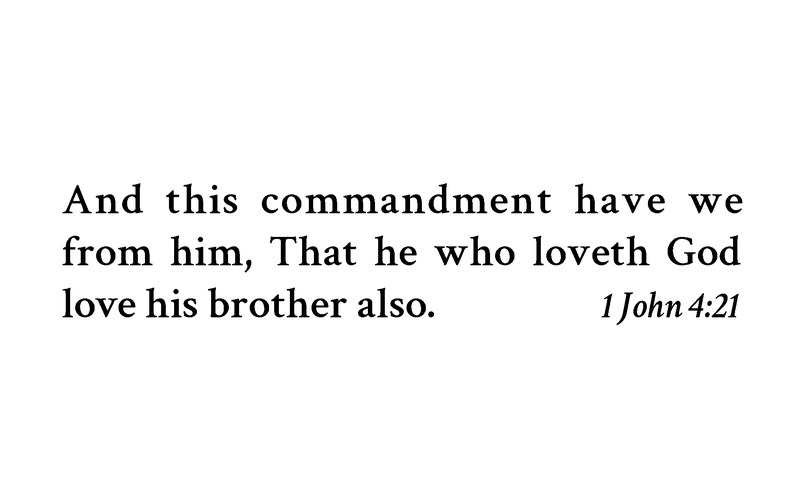 And this commandment have we
from him, That he who loveth God
love his brother also. 1 John 4:21